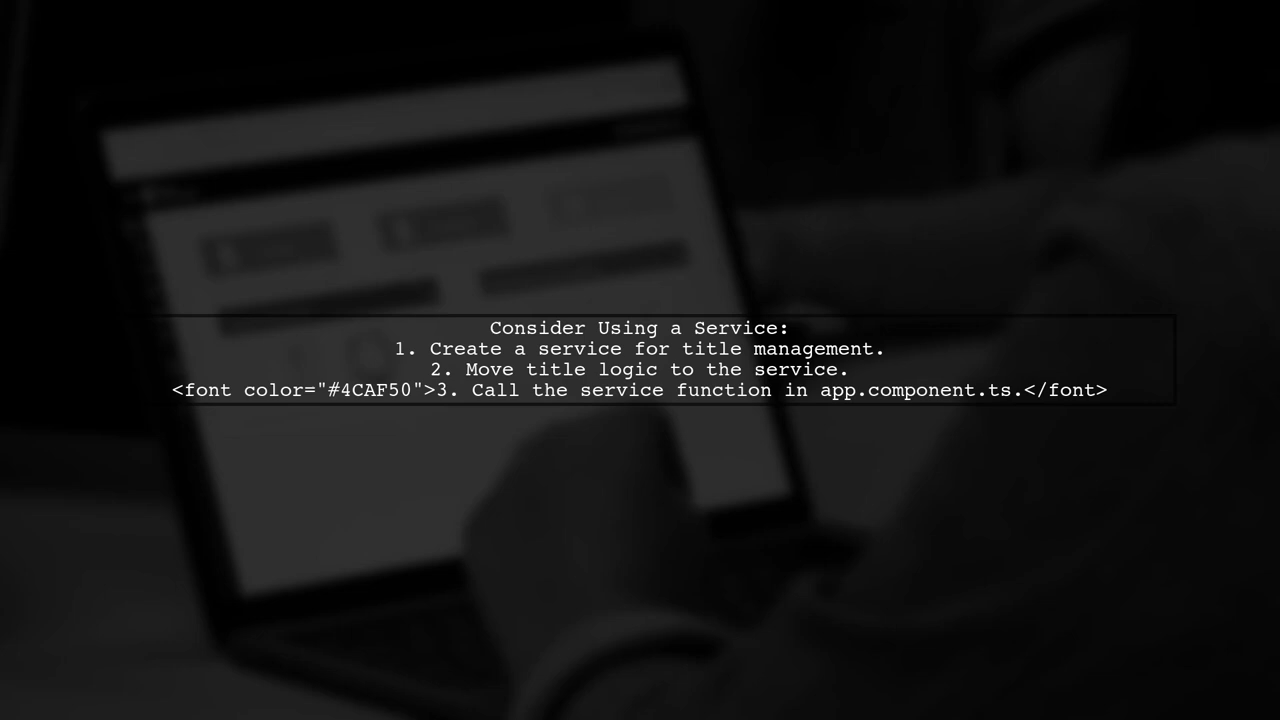 Consider Using a Service:
1. Create a service for title management.
2. Move title logic to the service.
<font color="#4CAF50">3. Call the service function in app.component.ts.</font>